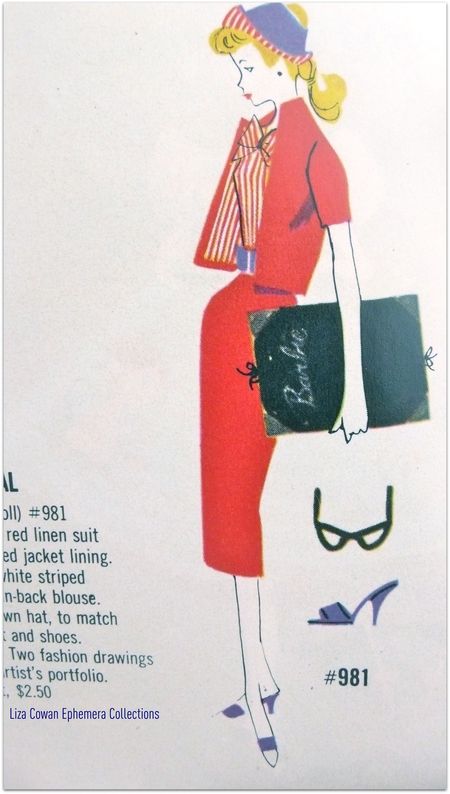 Barbie
AL
oll) #981
red linen suit
ed jacket lining.
white striped
n-back blouse.
wn hat, to match
t and shoes.
Two fashion drawings
rtist's portfolio.
$2.50
#981
Liza Cowan Ephemera Collections